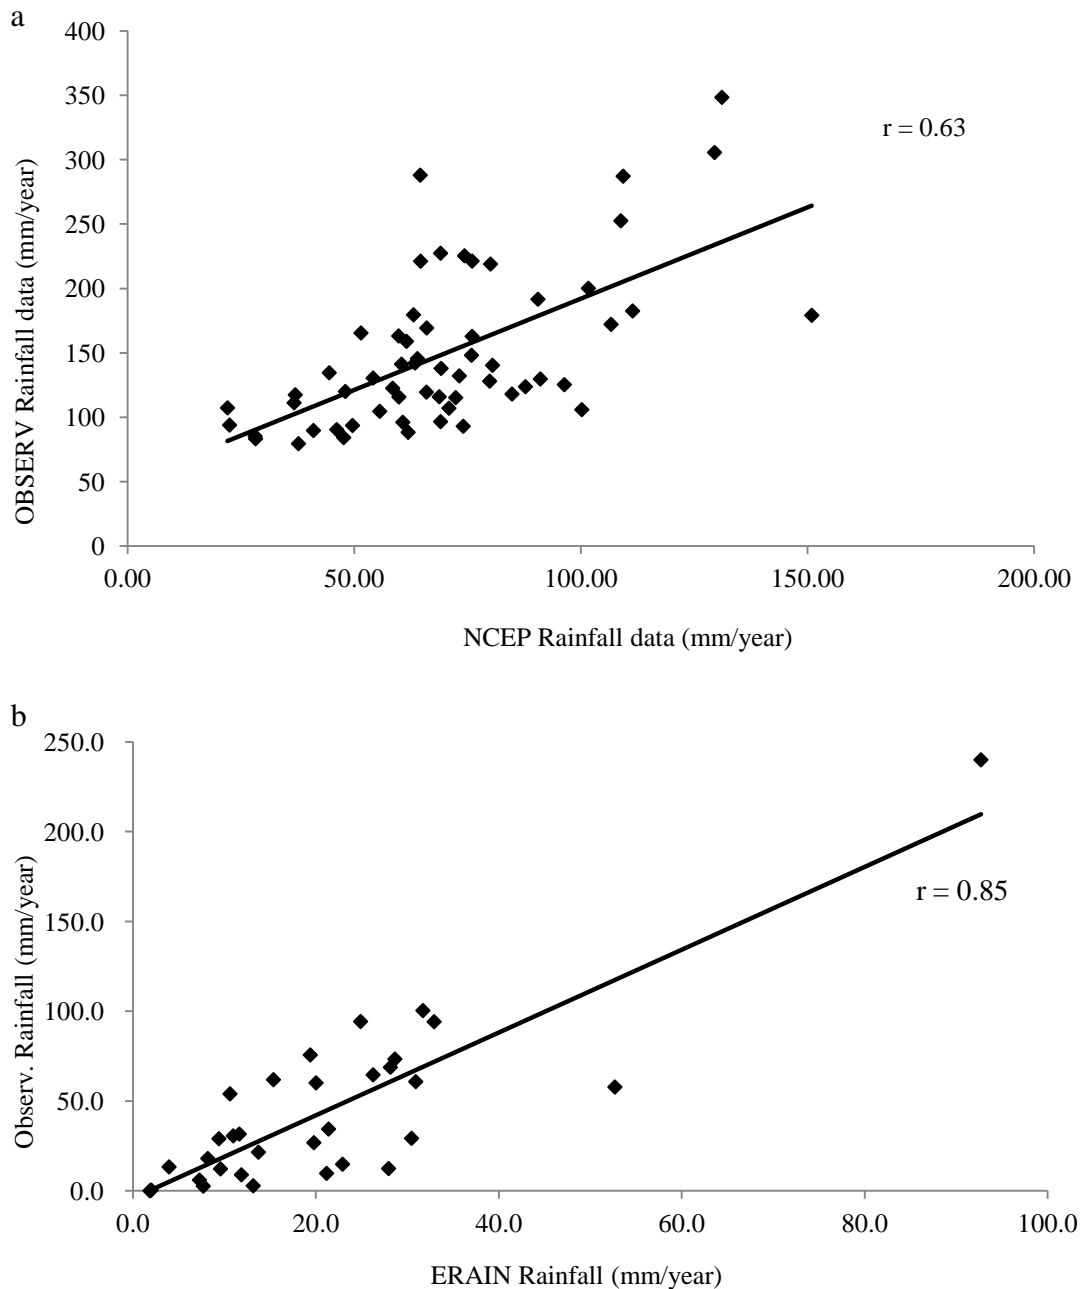 a
400
350
300
250
200
150
100
50
0
OBSERV Rainfall data (mm/year)
r = 0.63
0.00 50.00 100.00 150.00 200.00
NCEP Rainfall data (mm/year)
b
250.0
200.0
150.0
100.0
50.0
0.0
Observ. Rainfall (mm/year)
r = 0.85
0.0 20.0 40.0 60.0 80.0 100.0
ERAIN Rainfall (mm/year)